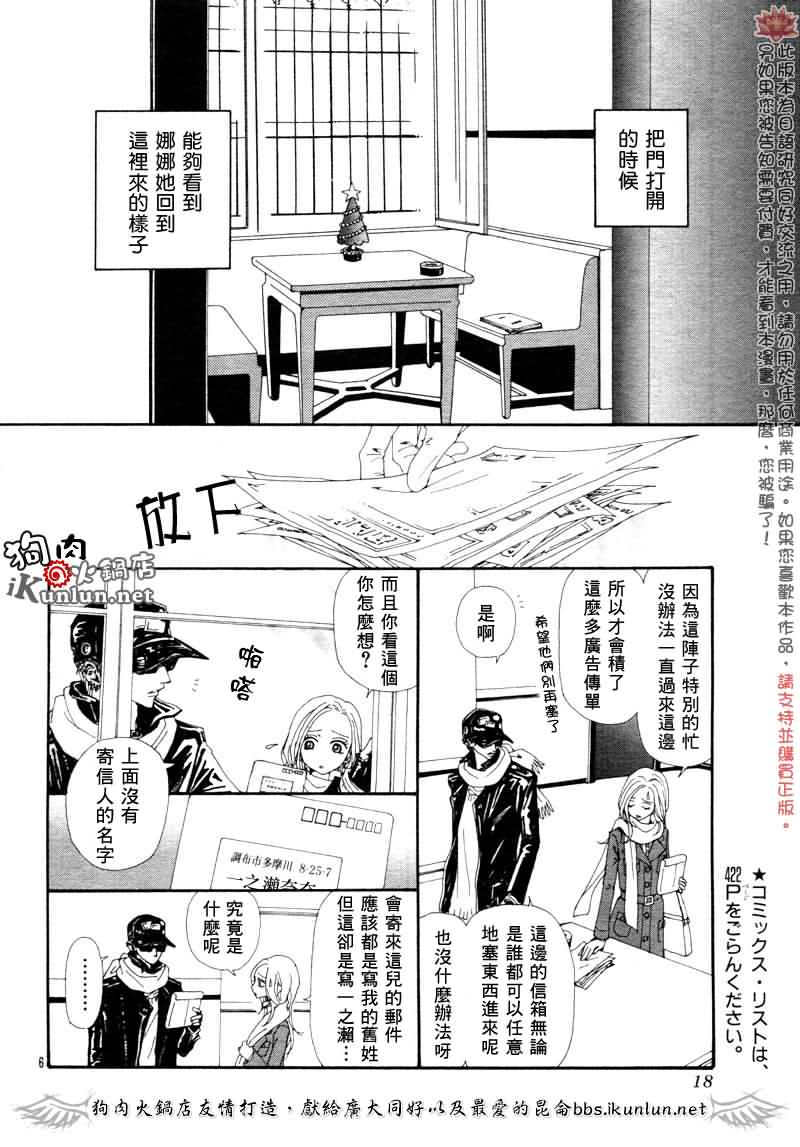 把門打開
的時候
能夠看到
娜娜她回到
這裡來的樣子
放下
狗肉
火鍋店
iKunlun.net
因為這陣子特別的忙
沒辦法一直過來這邊
所以才會積了
這麼多廣告傳單
希望他們別再塞了
是啊
這邊的信箱無論
是誰都可以任意
地塞東西進來呢
也沒什麼辦法呀
而且你看這個
你怎麼想?
啪嗒
上面沒有
寄信人的名字
調布市多摩川 8-25-7
一之瀨奈奈
會寄來這兒的郵件
應該都是寫我的舊姓
但這卻是寫一之瀨…
究竟是
什麼呢
………
6
18
★コミックス・リストは、
422Pをごらんください。
此版本為日語研究同好交流之用,請勿用於任何商業用途。如果您喜歡本作品,請支持並購買正版。
另如果您被告知需要付費,才能看到本漫畫,那麼,您被騙了!
狗肉火鍋店友情打造,獻給廣大同好以及最愛的昆侖bbs.ikunlun.net